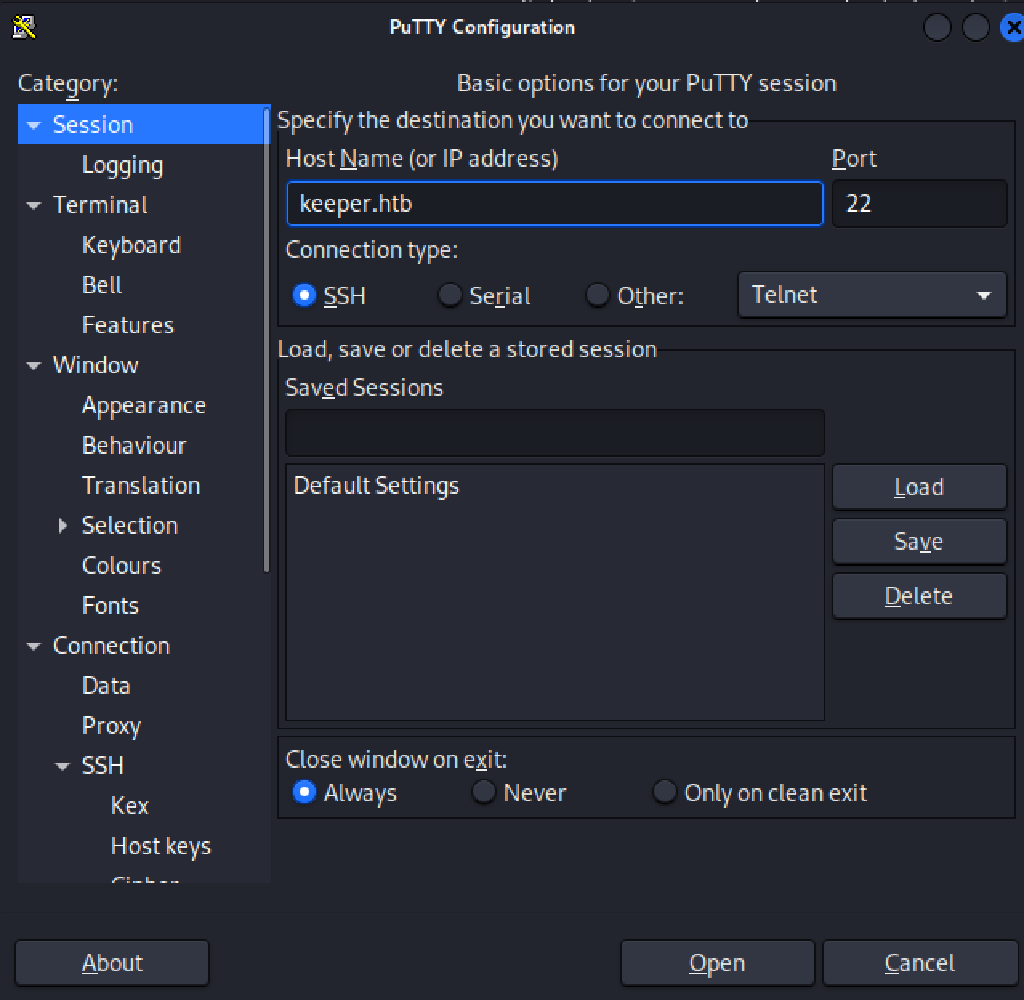 PuTTY Configuration
Category:
Session
Logging
Terminal
Keyboard
Bell
Features
Window
Appearance
Behaviour
Translation
Selection
Colours
Fonts
Connection
Data
Proxy
SSH
Kex
Host keys
Basic options for your PuTTY session
Specify the destination you want to connect to
Host Name (or IP address) Port
keeper.htb 22
Connection type:
SSH Serial Other: Telnet
Load, save or delete a stored session
Saved Sessions
Default Settings
Load
Save
Delete
Close window on exit:
Always Never Only on clean exit
About Open Cancel